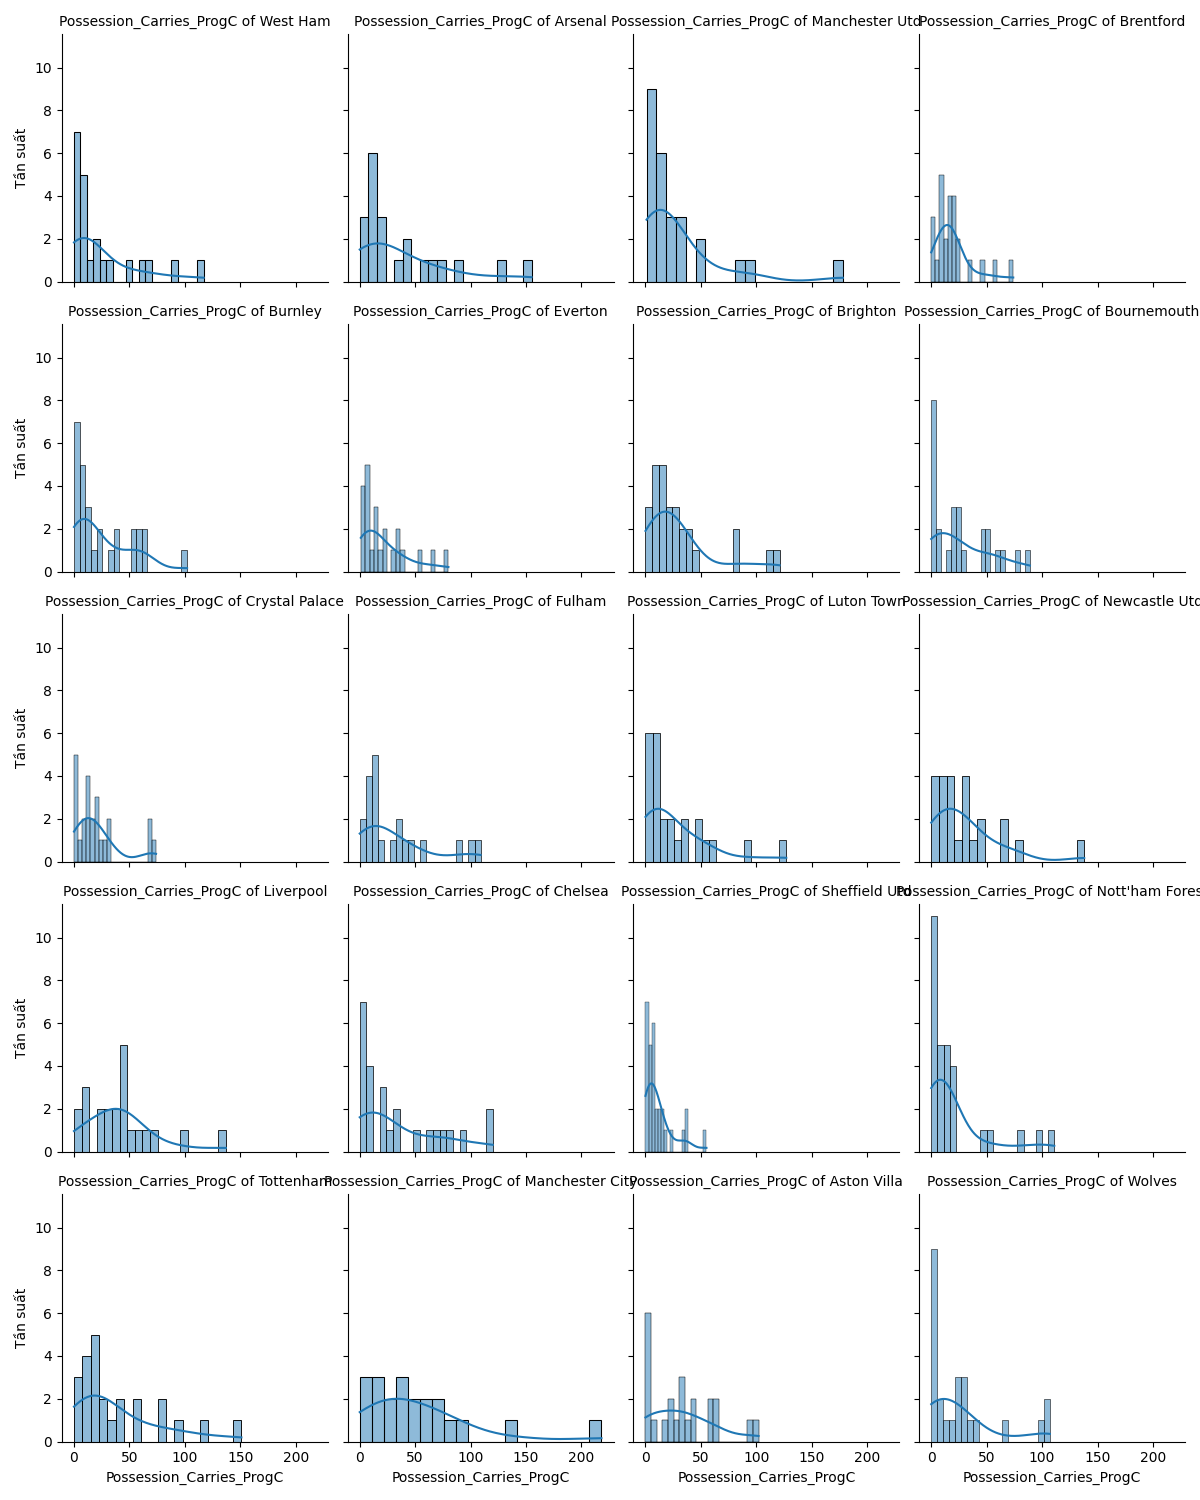 Possession_Carries_ProgC of West Ham
Possession_Carries_ProgC of Arsenal
Possession_Carries_ProgC of Manchester Utd
Possession_Carries_ProgC of Brentford
10
8
6
4
2
0
Tần suất
Possession_Carries_ProgC of Burnley
Possession_Carries_ProgC of Everton
Possession_Carries_ProgC of Brighton
Possession_Carries_ProgC of Bournemouth
10
8
6
4
2
0
Tần suất
Possession_Carries_ProgC of Crystal Palace
Possession_Carries_ProgC of Fulham
Possession_Carries_ProgC of Luton Town
Possession_Carries_ProgC of Newcastle Utd
10
8
6
4
2
0
Tần suất
Possession_Carries_ProgC of Liverpool
Possession_Carries_ProgC of Chelsea
Possession_Carries_ProgC of Sheffield Utd
Possession_Carries_ProgC of Nott'ham Fores
10
8
6
4
2
0
Tần suất
Possession_Carries_ProgC of Tottenham
Possession_Carries_ProgC of Manchester City
Possession_Carries_ProgC of Aston Villa
Possession_Carries_ProgC of Wolves
10
8
6
4
2
0
Tần suất
0 50 100 150 200
0 50 100 150 200
0 50 100 150 200
0 50 100 150 200
Possession_Carries_ProgC
Possession_Carries_ProgC
Possession_Carries_ProgC
Possession_Carries_ProgC